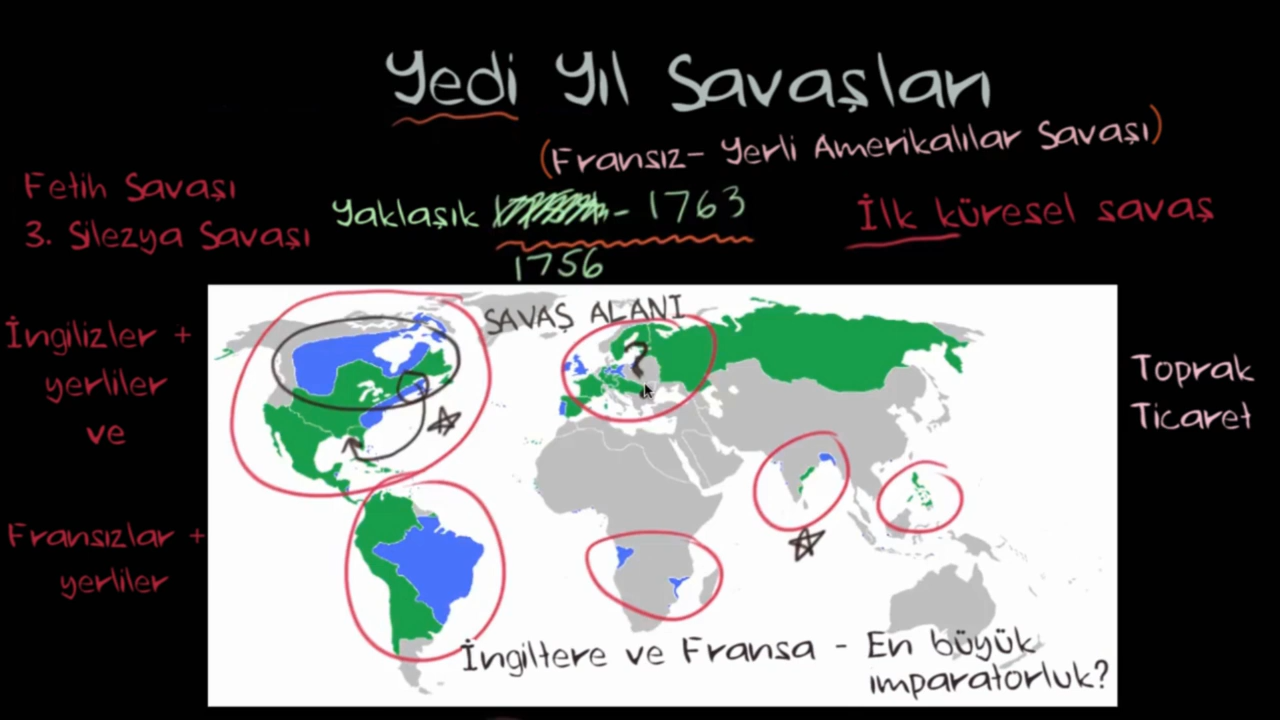 Yedi Yıl Savaşları
(Fransız- Yerli Amerikalılar Savaşı)
Fetih Savaşı
3. Silezya Savaşı
Yaklaşık - 1763
1756
İlk küresel savaş
İngilizler +
yerliler
ve
Fransızlar +
yerliler
SAVAŞ ALANI
?
Toprak
Ticaret
İngiltere ve Fransa - En büyük
imparatorluk?